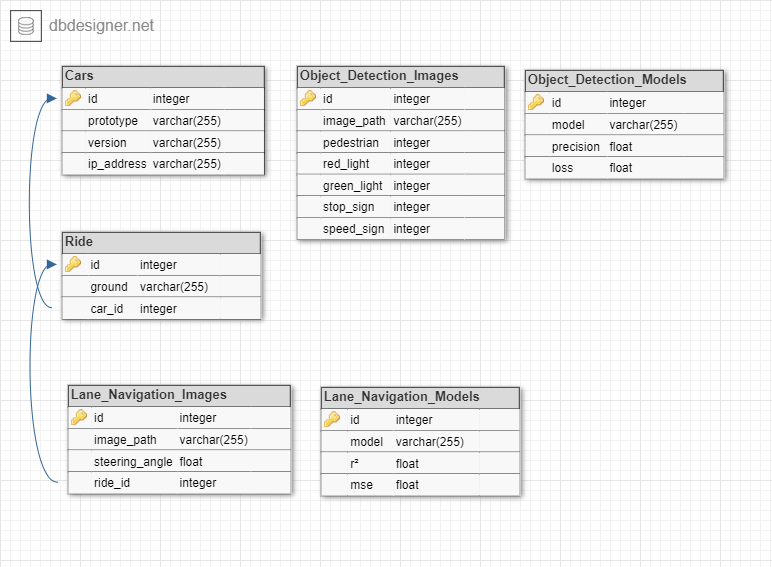 dbdesigner.net
Cars
id integer
prototype varchar(255)
version varchar(255)
ip_address varchar(255)
Object_Detection_Images
id integer
image_path varchar(255)
pedestrian integer
red_light integer
green_light integer
stop_sign integer
speed_sign integer
Object_Detection_Models
id integer
model varchar(255)
precision float
loss float
Ride
id integer
ground varchar(255)
car_id integer
Lane_Navigation_Images
id integer
image_path varchar(255)
steering_angle float
ride_id integer
Lane_Navigation_Models
id integer
model varchar(255)
r² float
mse float